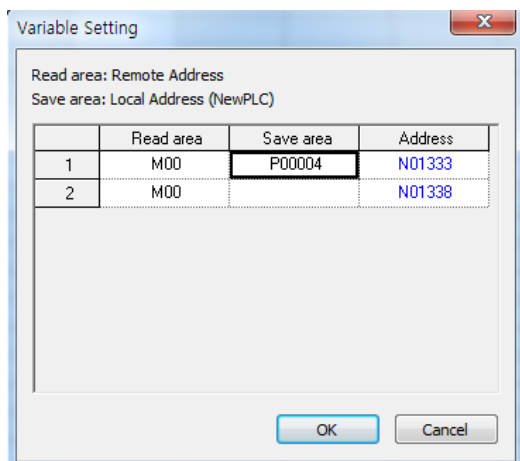 Variable Setting
Read area: Remote Address
Save area: Local Address (NewPLC)
Read area Save area Address
1 M00 P00004 N01333
2 M00 N01338
OK Cancel